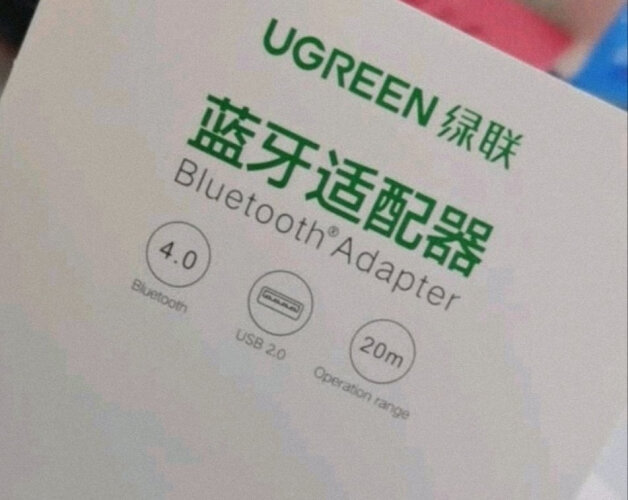 UGREEN 绿联
蓝牙适配器
Bluetooth® Adapter
4.0
Bluetooth
USB 2.0
20m
Operation range